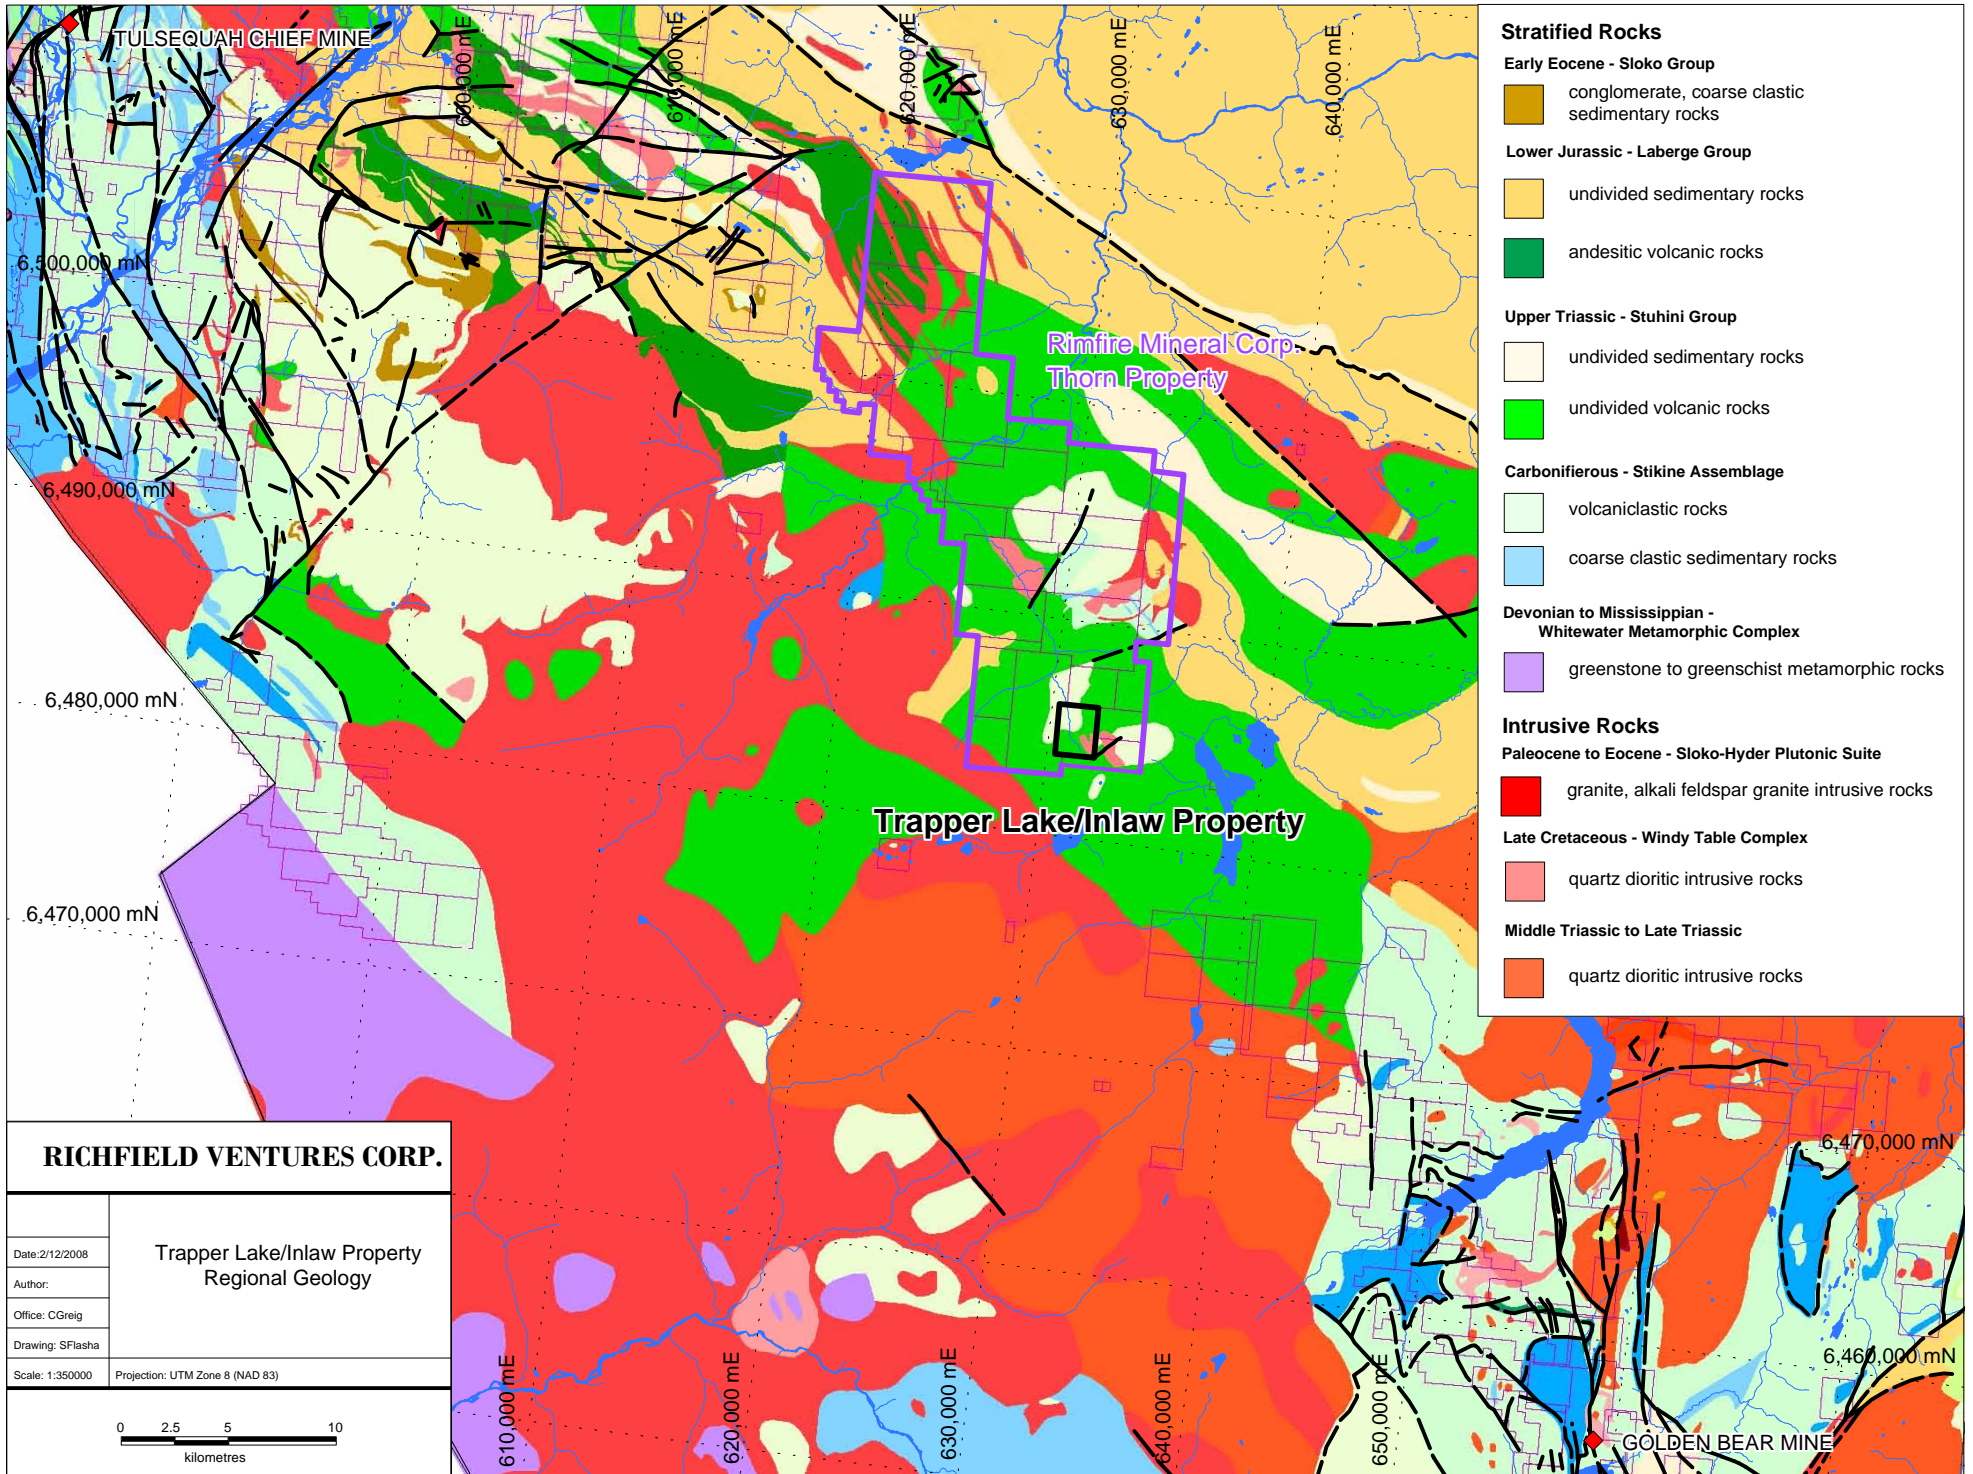 TULSEQUAH CHIEF MINE
600,000 mE
610,000 mE
620,000 mE
630,000 mE
640,000 mE
6,500,000 mN
6,490,000 mN
6,480,000 mN
6,470,000 mN
Rimfire Mineral Corp.
Thorn Property
Trapper Lake/Inlaw Property
Stratified Rocks
Early Eocene - Sloko Group
conglomerate, coarse clastic
sedimentary rocks
Lower Jurassic - Laberge Group
undivided sedimentary rocks
andesitic volcanic rocks
Upper Triassic - Stuhini Group
undivided sedimentary rocks
undivided volcanic rocks
Carbonifierous - Stikine Assemblage
volcaniclastic rocks
coarse clastic sedimentary rocks
Devonian to Mississippian -
Whitewater Metamorphic Complex
greenstone to greenschist metamorphic rocks
Intrusive Rocks
Paleocene to Eocene - Sloko-Hyder Plutonic Suite
granite, alkali feldspar granite intrusive rocks
Late Cretaceous - Windy Table Complex
quartz dioritic intrusive rocks
Middle Triassic to Late Triassic
quartz dioritic intrusive rocks
6,470,000 mN
6,460,000 mN
GOLDEN BEAR MINE
610,000 mE
620,000 mE
630,000 mE
640,000 mE
650,000 mE
RICHFIELD VENTURES CORP.
Trapper Lake/Inlaw Property
Regional Geology
Date:2/12/2008
Author:
Office: CGreig
Drawing: SFlasha
Scale: 1:350000
Projection: UTM Zone 8 (NAD 83)
0 2.5 5 10
kilometres